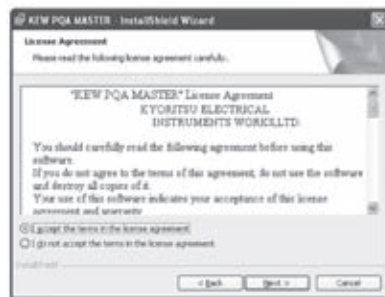 KEW PQA MASTER - InstallShield Wizard
License Agreement
Please read the following license agreement carefully.
"KEW PQA MASTER" License Agreement
KYORITSU ELECTRICAL
INSTRUMENTS WORKS,LTD.
You should carefully read the following agreement before using this
software.
If you do not agree to the terms of this agreement, do not use the software
and destroy all copies of it.
Your use of this software indicates your acceptance of this license
agreement and warranty.
I accept the terms in the license agreement
I do not accept the terms in the license agreement
InstallShield
< Back
Next >
Cancel